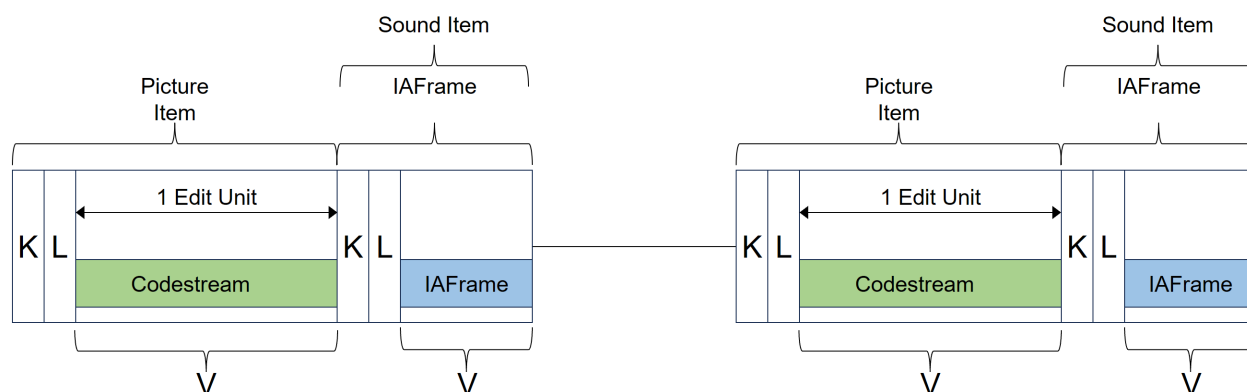 Sound Item
Sound Item
IAFrame
IAFrame
Picture
Item
Picture
Item
1 Edit Unit
1 Edit Unit
K L K L
K L K L
Codestream IAFrame
Codestream IAFrame
V V
V V